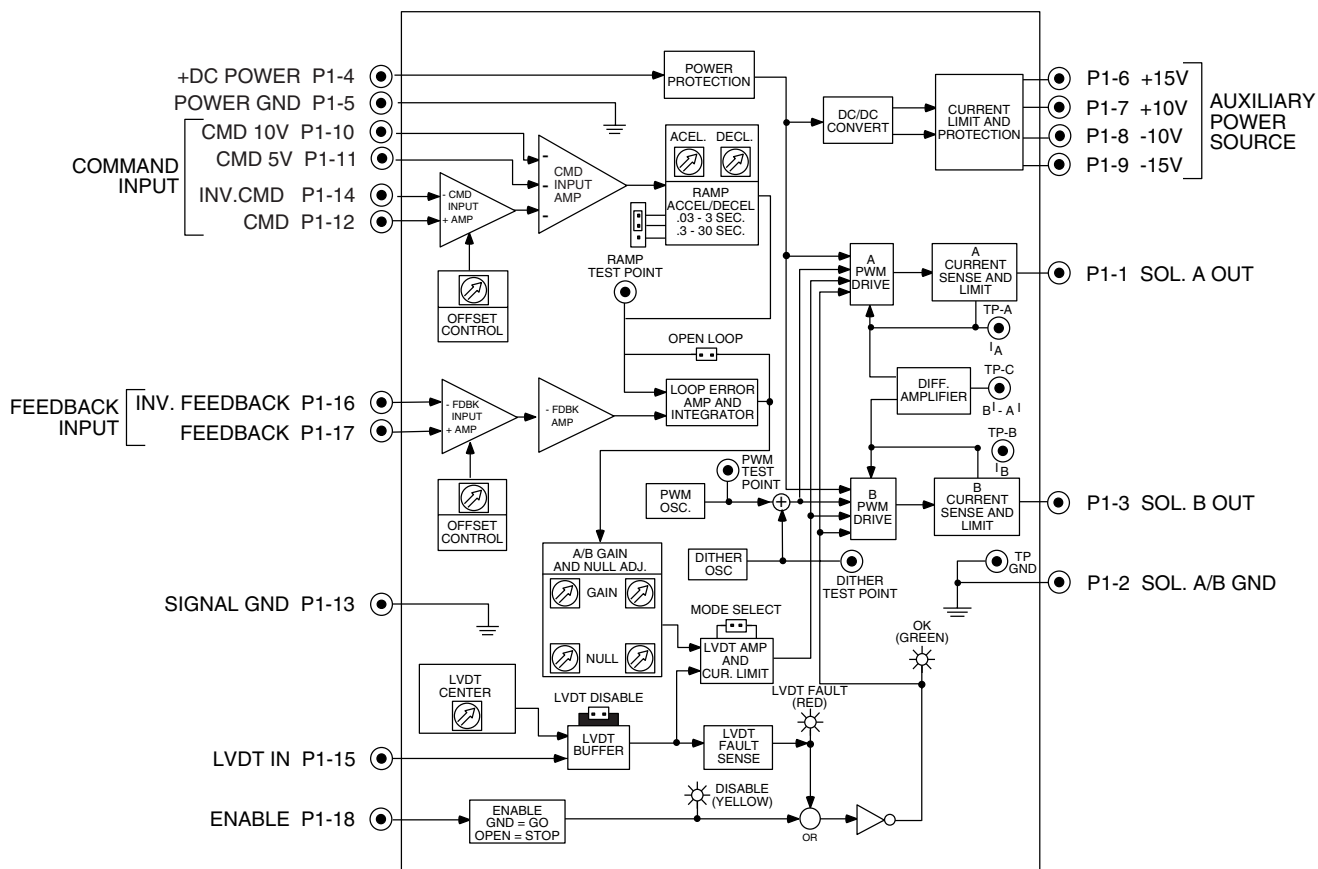 +DC POWER P1-4
POWER GND P1-5
COMMAND
INPUT
CMD 10V P1-10
CMD 5V P1-11
INV.CMD P1-14
CMD P1-12
- CMD
INPUT
+ AMP
OFFSET
CONTROL
-
-
-
CMD
INPUT
AMP
POWER
PROTECTION
ACEL. DECL.
RAMP
ACCEL/DECEL
.03 - 3 SEC.
.3 - 30 SEC.
RAMP
TEST POINT
DC/DC
CONVERT
CURRENT
LIMIT AND
PROTECTION
P1-6 +15V
P1-7 +10V
P1-8 -10V
P1-9 -15V
AUXILIARY
POWER
SOURCE
A
PWM
DRIVE
A
CURRENT
SENSE AND
LIMIT
P1-1 SOL. A OUT
TP-A
IA
OPEN LOOP
FEEDBACK
INPUT
INV. FEEDBACK P1-16
FEEDBACK P1-17
- FDBK
INPUT
+ AMP
- FDBK
AMP
LOOP ERROR
AMP AND
INTEGRATOR
DIFF.
AMPLIFIER
TP-C
BI - AI
TP-B
IB
OFFSET
CONTROL
PWM
TEST
POINT
PWM
OSC.
+
B
PWM
DRIVE
B
CURRENT
SENSE AND
LIMIT
P1-3 SOL. B OUT
DITHER
OSC
DITHER
TEST POINT
TP
GND
P1-2 SOL. A/B GND
A/B GAIN
AND NULL ADJ.
GAIN
NULL
SIGNAL GND P1-13
MODE SELECT
LVDT AMP
AND
CUR. LIMIT
OK
(GREEN)
LVDT
CENTER
LVDT DISABLE
LVDT
BUFFER
LVDT FAULT
(RED)
LVDT
FAULT
SENSE
LVDT IN P1-15
DISABLE
(YELLOW)
ENABLE P1-18
ENABLE
GND = GO
OPEN = STOP
OR